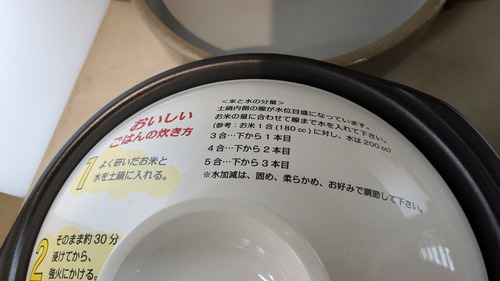 おいしい
ごはんの炊き方
＜米と水の分量＞
土鍋内側の線が水位目盛になっています。
お米の量に合わせて線まで水を入れて下さい。
(参考：お米１合(180㏄)に対し、水は200㏄)
３合…下から１本目
４合…下から２本目
５合…下から３本目
※水加減は、固め、柔らかめ、お好みで調節して下さい。
1
よく研いだお米と
水を土鍋に入れる。
2
そのまま約30分
浸けてから、
強火にかける。